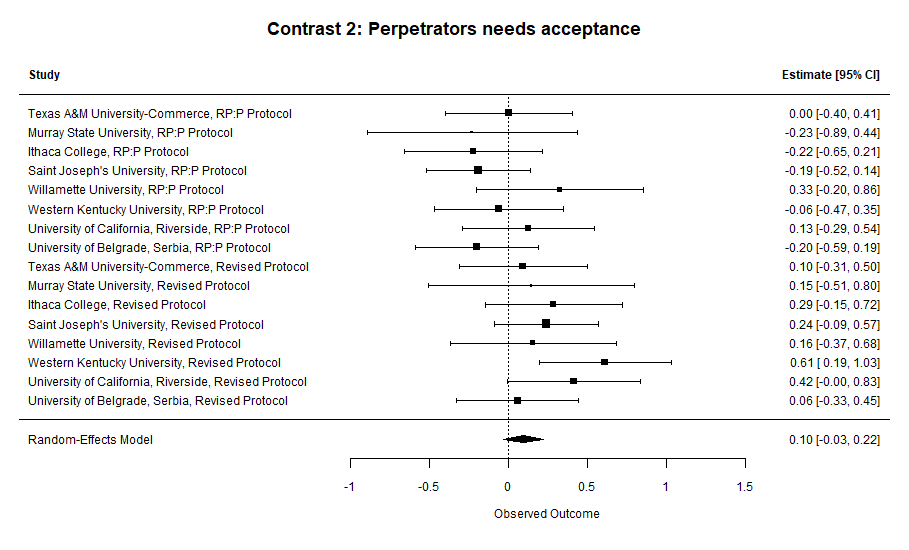 Contrast 2: Perpetrators needs acceptance
Study Estimate [95% CI]
Texas A&M University-Commerce, RP:P Protocol 0.00 [-0.40, 0.41]
Murray State University, RP:P Protocol -0.23 [-0.89, 0.44]
Ithaca College, RP:P Protocol -0.22 [-0.65, 0.21]
Saint Joseph's University, RP:P Protocol -0.19 [-0.52, 0.14]
Willamette University, RP:P Protocol 0.33 [-0.20, 0.86]
Western Kentucky University, RP:P Protocol -0.06 [-0.47, 0.35]
University of California, Riverside, RP:P Protocol 0.13 [-0.29, 0.54]
University of Belgrade, Serbia, RP:P Protocol -0.20 [-0.59, 0.19]
Texas A&M University-Commerce, Revised Protocol 0.10 [-0.31, 0.50]
Murray State University, Revised Protocol 0.15 [-0.51, 0.80]
Ithaca College, Revised Protocol 0.29 [-0.15, 0.72]
Saint Joseph's University, Revised Protocol 0.24 [-0.09, 0.57]
Willamette University, Revised Protocol 0.16 [-0.37, 0.68]
Western Kentucky University, Revised Protocol 0.61 [ 0.19, 1.03]
University of California, Riverside, Revised Protocol 0.42 [-0.00, 0.83]
University of Belgrade, Serbia, Revised Protocol 0.06 [-0.33, 0.45]
Random-Effects Model 0.10 [-0.03, 0.22]
-1 -0.5 0 0.5 1 1.5
Observed Outcome